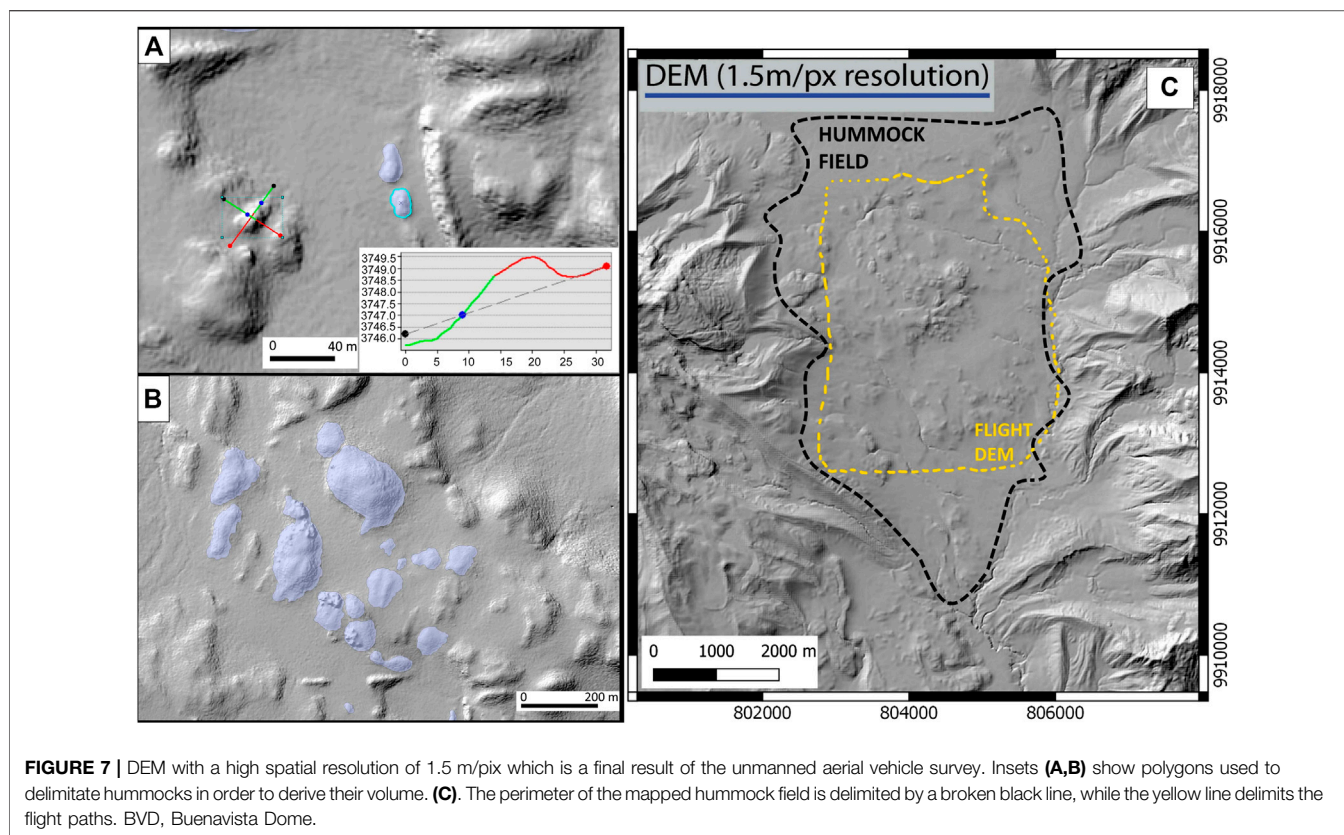 A
3749.5
3749.0
3748.5
3748.0
3747.5
3747.0
3746.5
3746.0
0 5 10 15 20 25 30
0 40 m
B
0 200 m
DEM (1.5m/px resolution)
C
HUMMOCK
FIELD
FLIGHT
DEM
0 1000 2000 m
802000 804000 806000
9918000
9916000
9914000
9912000
9910000
FIGURE 7 | DEM with a high spatial resolution of 1.5 m/pix which is a final result of the unmanned aerial vehicle survey. Insets (A,B) show polygons used to
delimitate hummocks in order to derive their volume. (C). The perimeter of the mapped hummock field is delimited by a broken black line, while the yellow line delimits the
flight paths. BVD, Buenavista Dome.